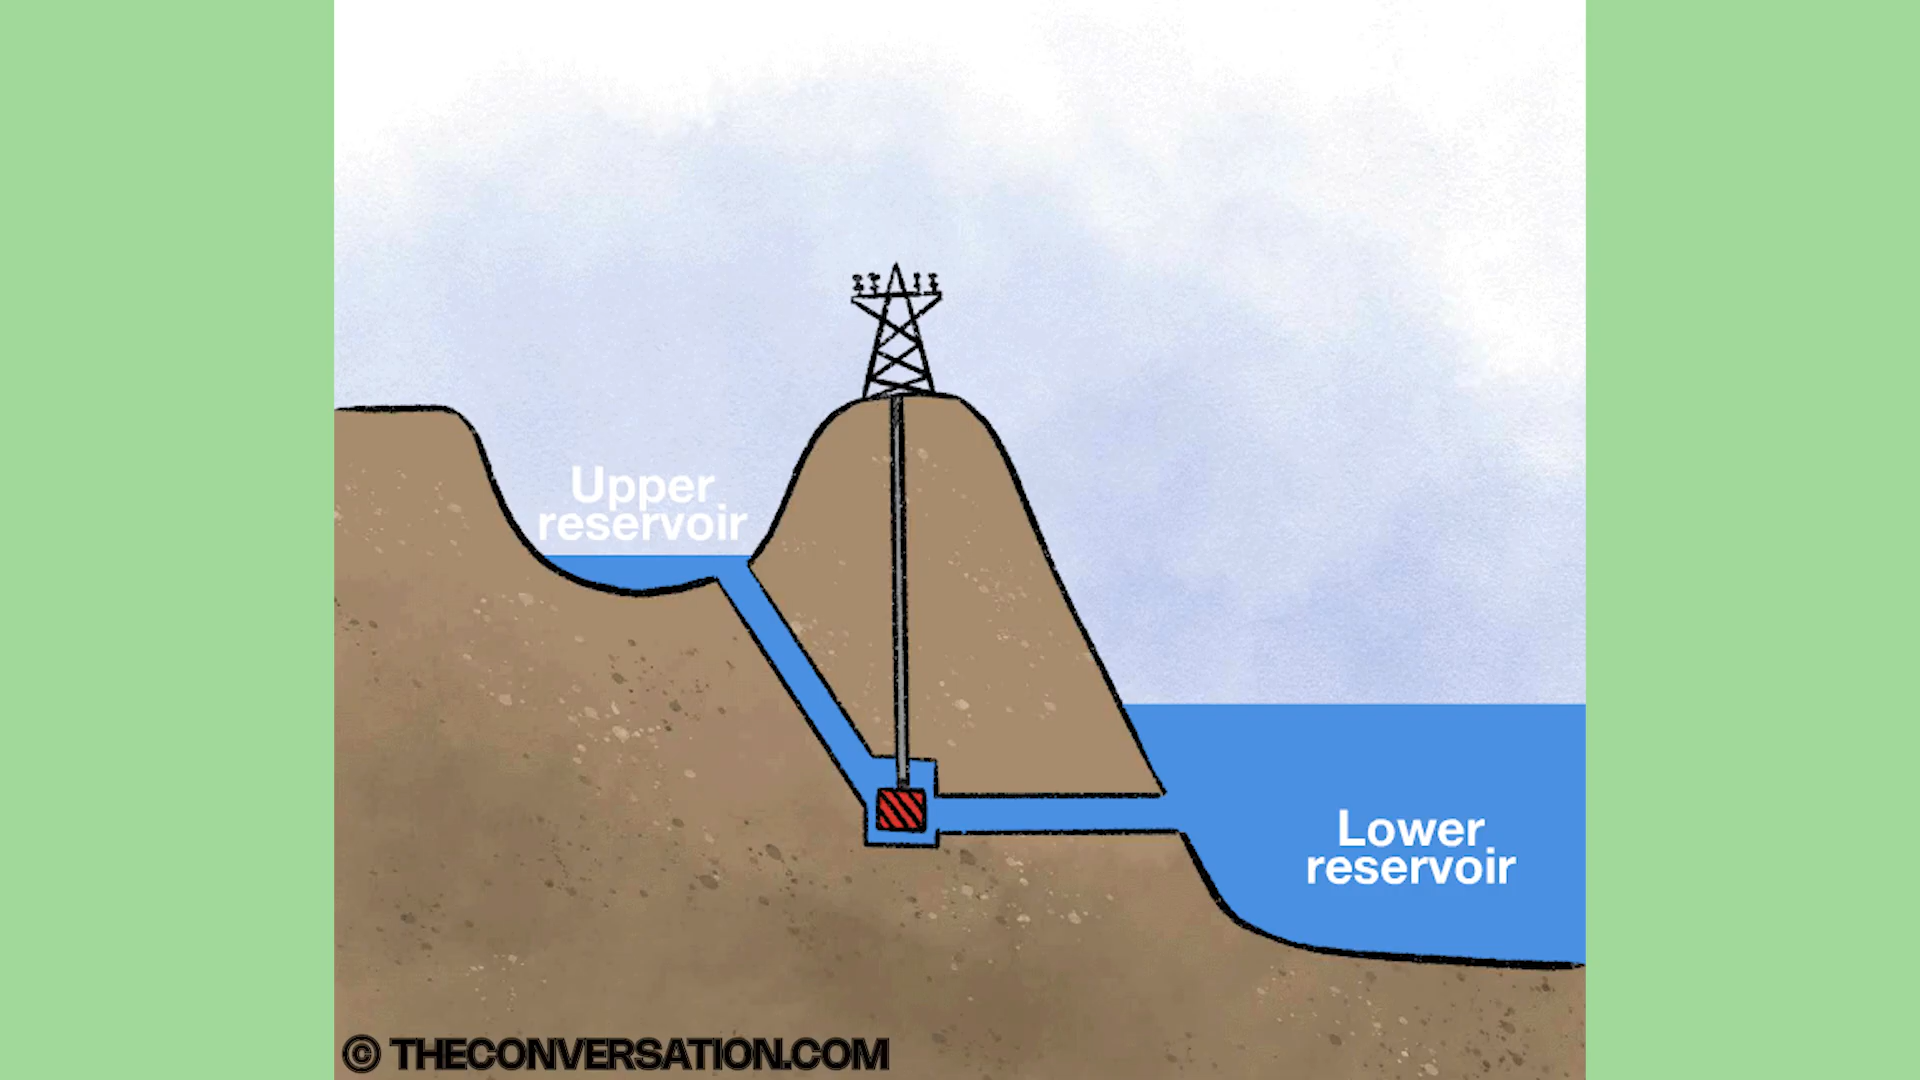 Upper
reservoir
Lower
reservoir
© THECONVERSATION.COM